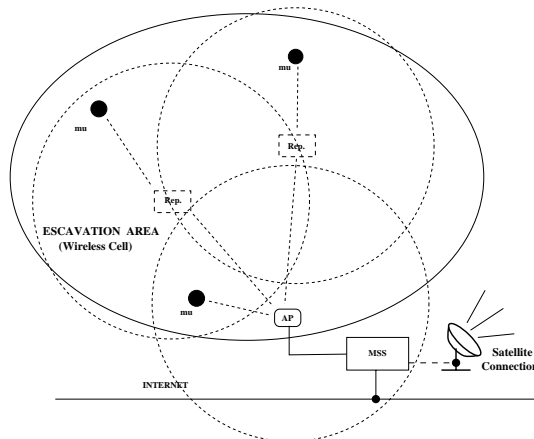 mu
mu
Rep.
Rep.
ESCAVATION AREA
(Wireless Cell)
mu
AP
MSS
Satellite
Connection
INTERNET